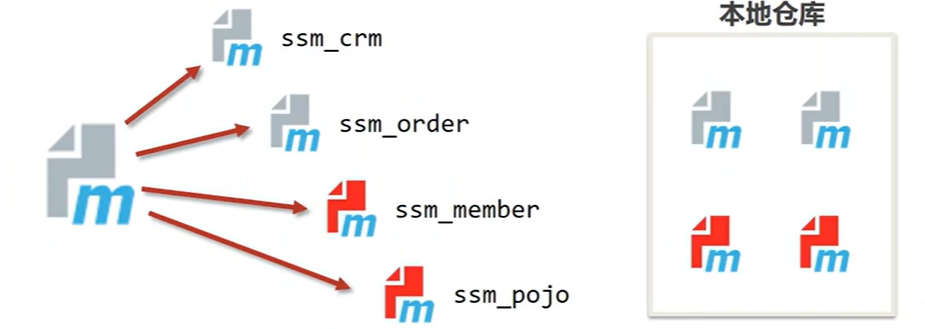 本地仓库
ssm_crm
ssm_order
m
ssm_member
ssm_pojo